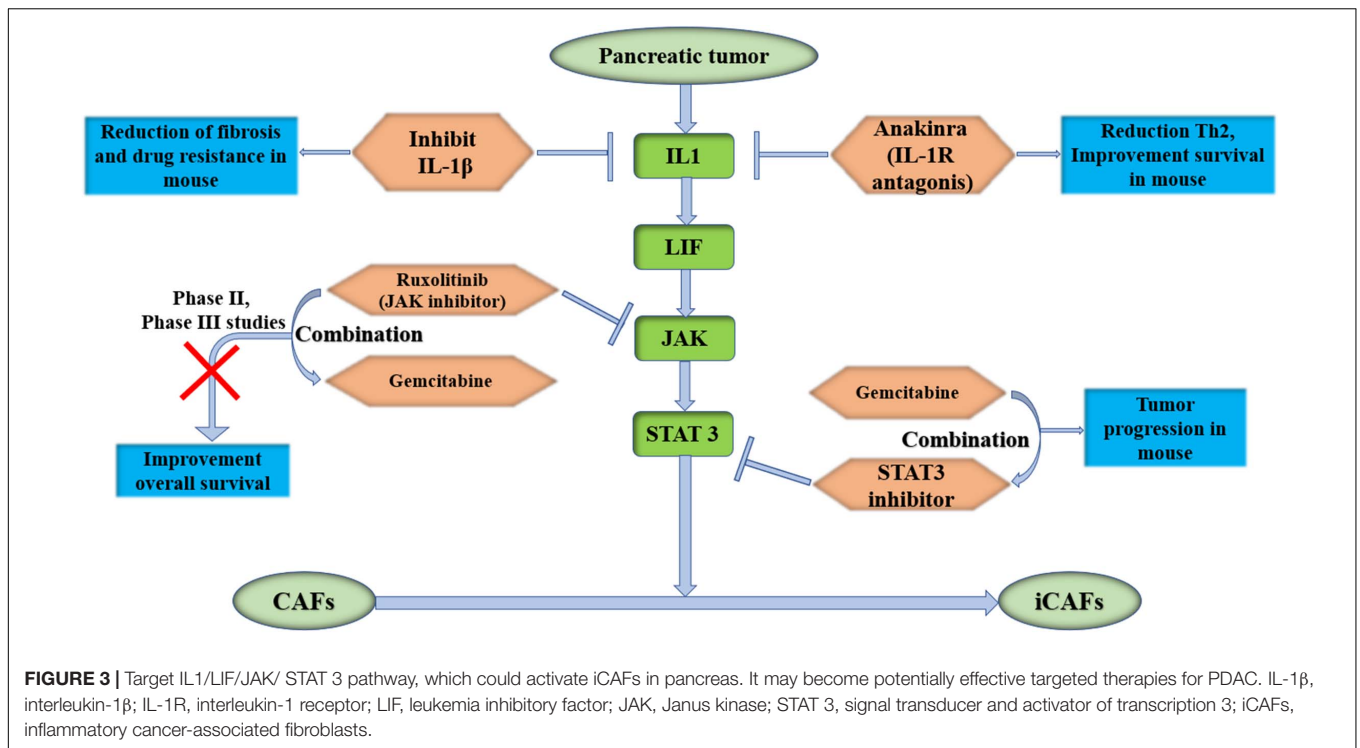 Pancreatic tumor
Reduction of fibrosis
and drug resistance in
mouse
Inhibit
IL-1β
IL1
Anakinra
(IL-1R
antagonis)
Reduction Th2,
Improvement survival
in mouse
LIF
Phase II,
Phase III studies
Ruxolitinib
(JAK inhibitor)
Combination
Gemcitabine
JAK
Improvement
overall survival
STAT 3
Gemcitabine
Combination
STAT3
inhibitor
Tumor
progression in
mouse
CAFs
iCAFs
FIGURE 3 | Target IL1/LIF/JAK/ STAT 3 pathway, which could activate iCAFs in pancreas. It may become potentially effective targeted therapies for PDAC. IL-1β,
interleukin-1β; IL-1R, interleukin-1 receptor; LIF, leukemia inhibitory factor; JAK, Janus kinase; STAT 3, signal transducer and activator of transcription 3; iCAFs,
inflammatory cancer-associated fibroblasts.